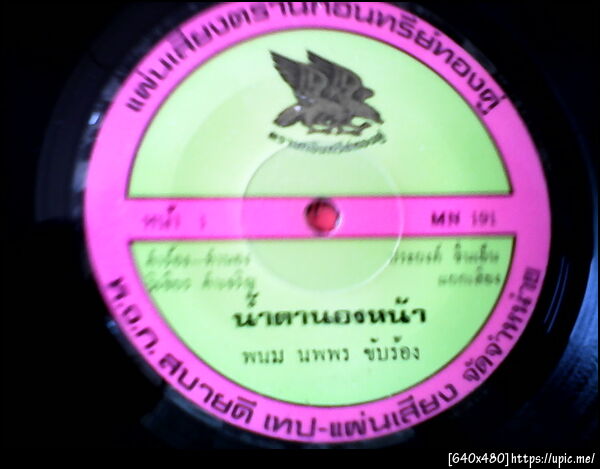 แผ่นเสียงตรานกอินทรีย์ทองคู่
หน้า 1
MN 191
น้ำตานองหน้า
พนม นพพร ขับร้อง
ห.จ.ก. สบายดี เทป-แผ่นเสียง จัดจำหน่าย
[640x480]https://upic.me/